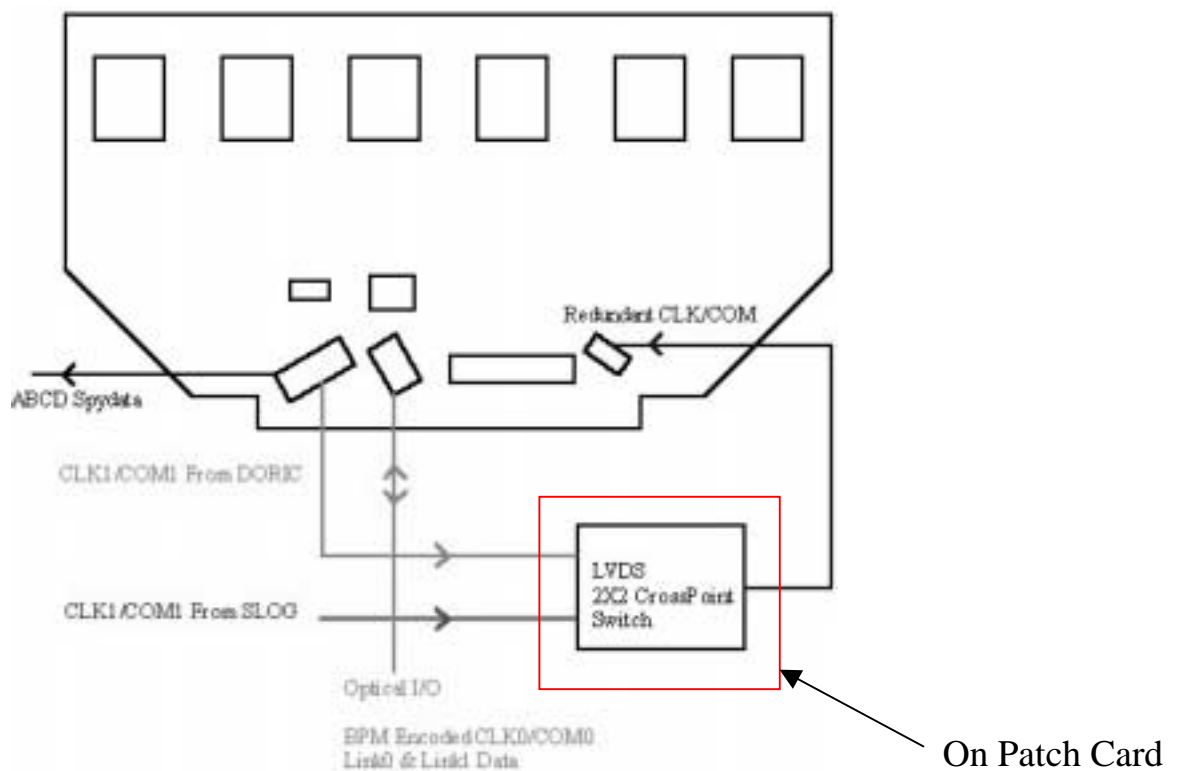 Redundant CLK/COM
ABCD Spydata
CLK1/COM1 From DORIC
LVDS
2X2 CrossPoint
Switch
CLK1/COM1 From SLOG
Optical I/O
BPM Encoded CLK0/COM0
Link0 & Link1 Data
On Patch Card